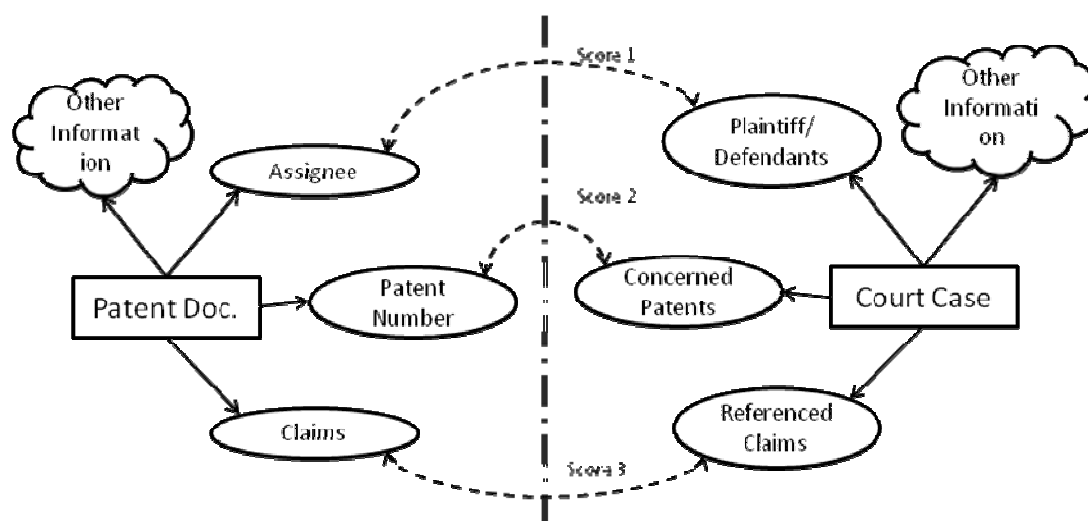 Score 1
Other
Informat
ion
Other
Informati
on
Plaintiff/
Defendants
Assignee
Score 2
Patent Doc.
Patent
Number
Concerned
Patents
Court Case
Claims
Referenced
Claims
Score 3